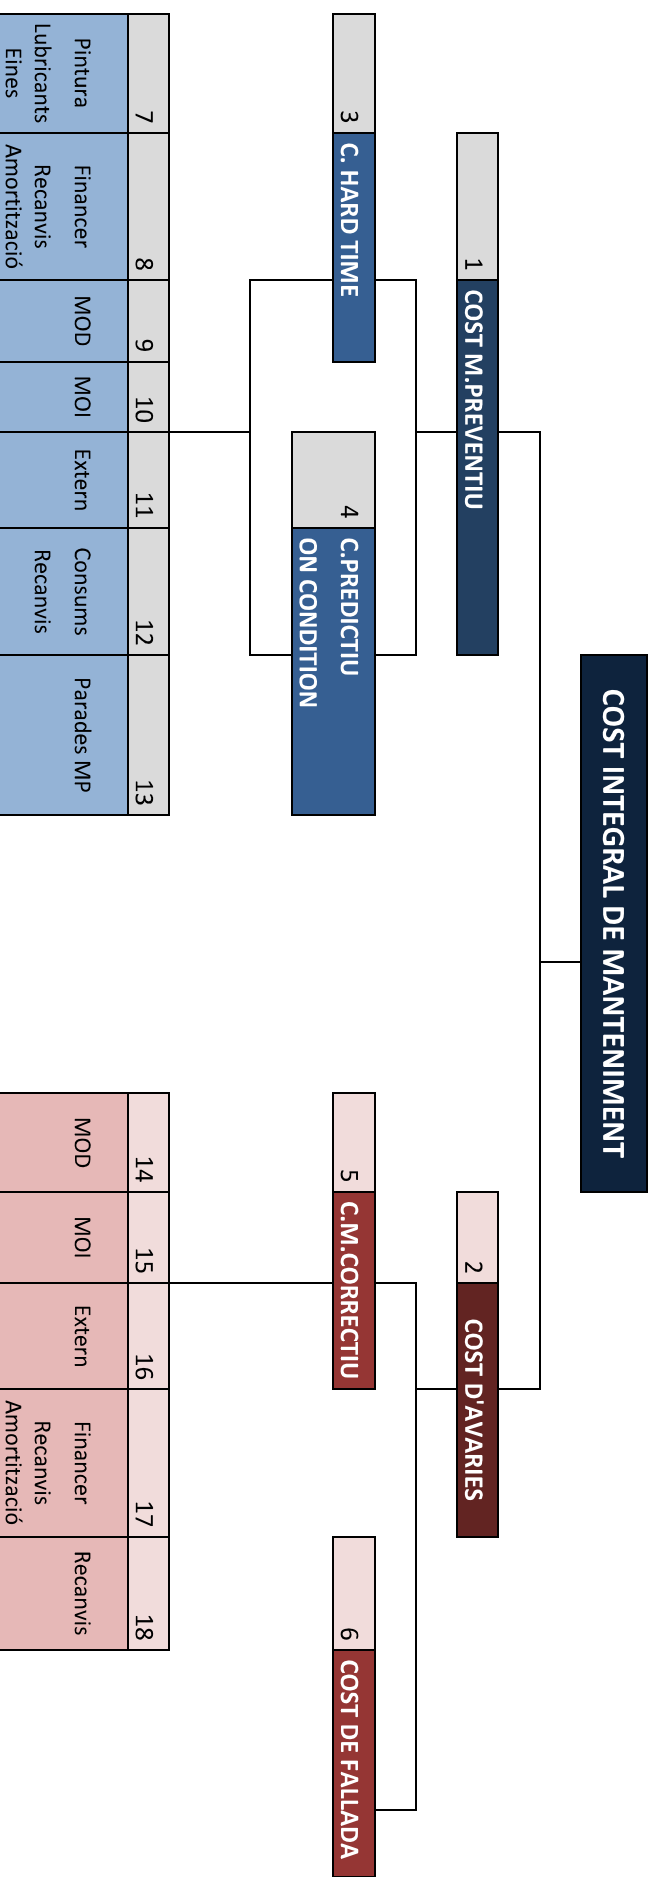 COST INTEGRAL DE MANTENIMENT
1 COST M.PREVENTIU
2 COST D'AVARIES
3 C. HARD TIME
4 C.PREDICTIU
ON CONDITION
5 C.M.CORRECTIU
6 COST DE FALLADA
7
Pintura
Lubricants
Eines
8
Financer
Recanvis
Amortització
9
MOD
10
MOI
11
Extern
12
Consums
Recanvis
13
Parades MP
14
MOD
15
MOI
16
Extern
17
Financer
Recanvis
Amortització
18
Recanvis